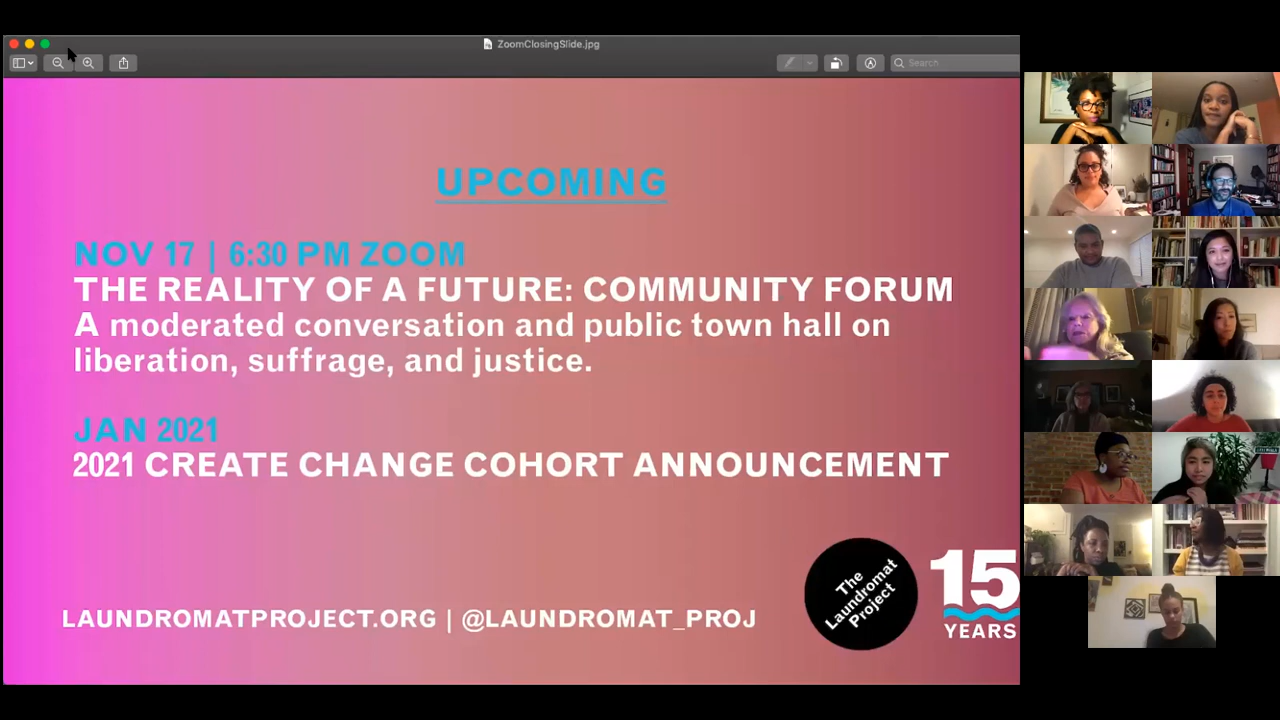 ZoomClosingSlide.jpg
Search
UPCOMING
NOV 17 | 6:30 PM ZOOM
THE REALITY OF A FUTURE: COMMUNITY FORUM
A moderated conversation and public town hall on
liberation, suffrage, and justice.
JAN 2021
2021 CREATE CHANGE COHORT ANNOUNCEMENT
The
Laundromat
Project
15
YEARS
LAUNDROMATPROJECT.ORG | @LAUNDROMAT_PROJ